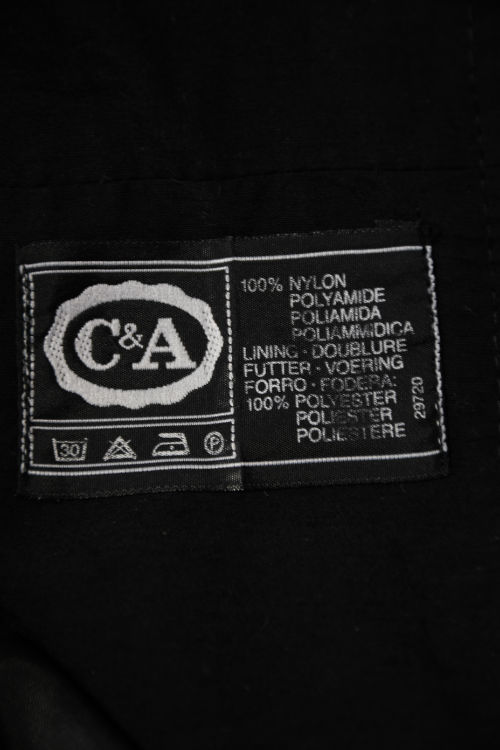 C&A
30
P
100% NYLON
POLYAMIDE
POLIAMIDA
POLIAMMIDICA
LINING · DOUBLURE
FUTTER · VOERING
FORRO · FODERA:
100% POLYESTER
POLIESTER
POLIESTERE
29720